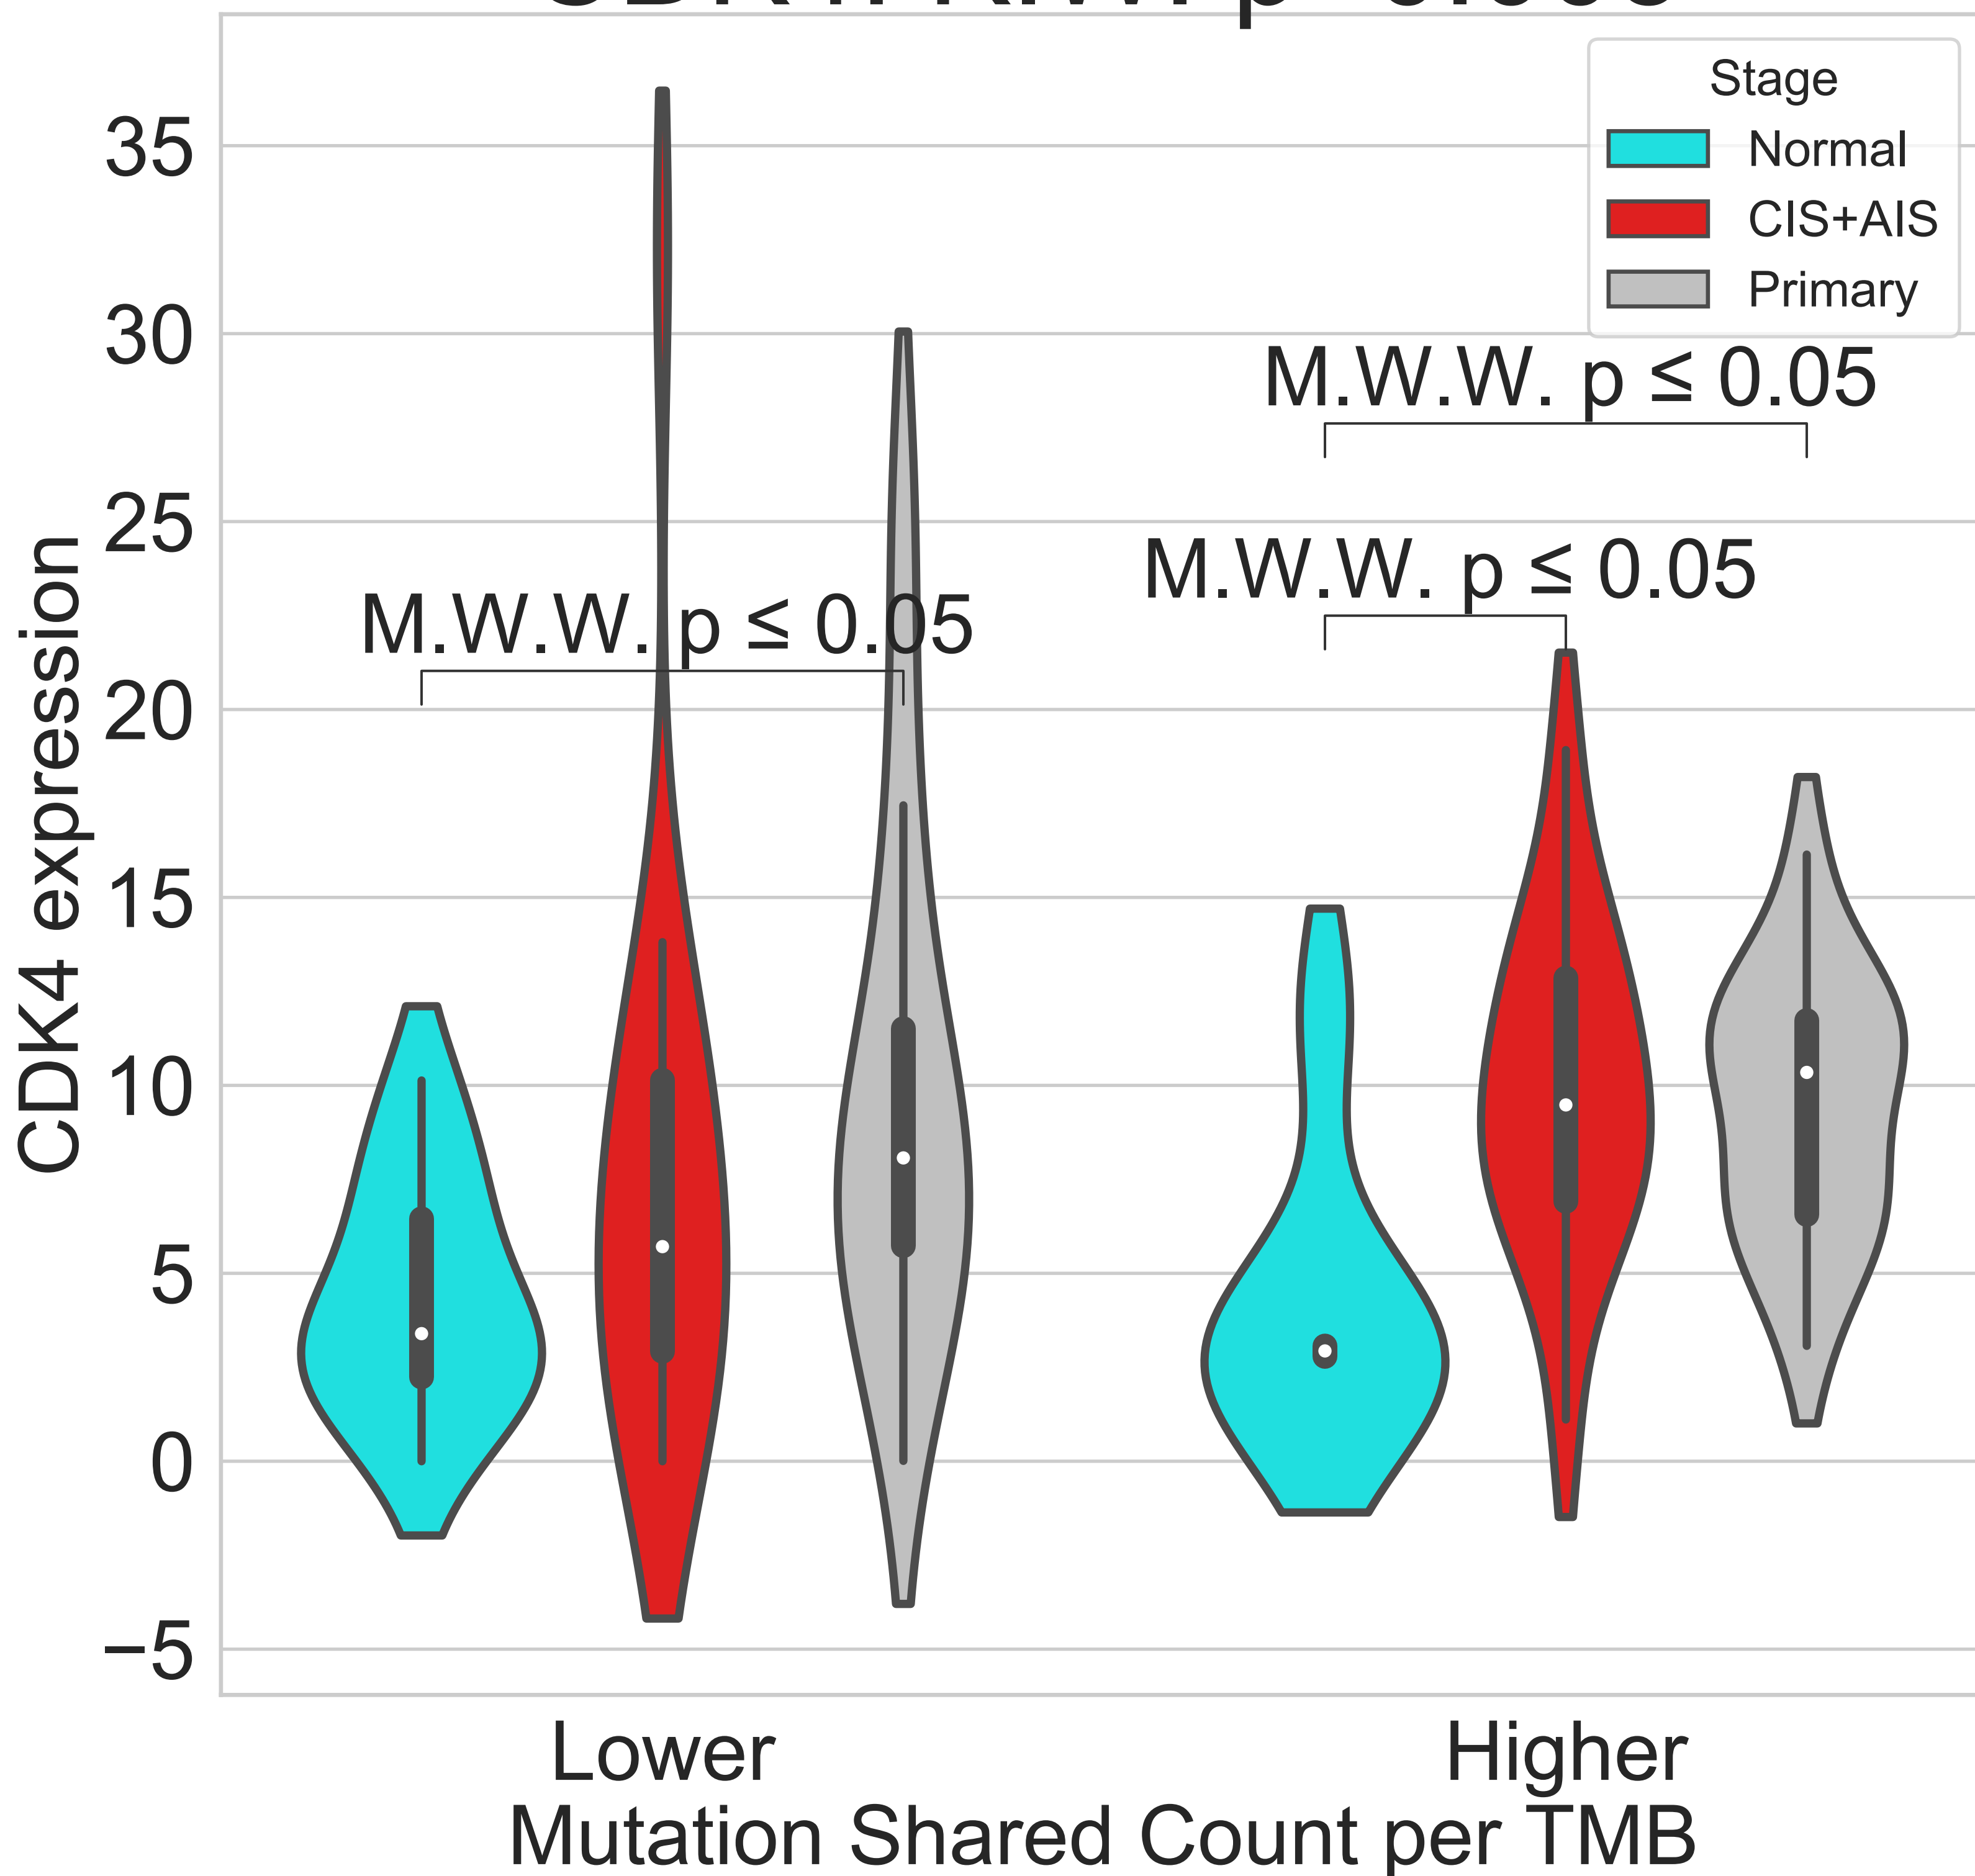 Stage
Normal
CIS+AIS
Primary
35
30
25
20
15
10
5
0
−5
CDK4 expression
M.W.W. p ≤ 0.05
M.W.W. p ≤ 0.05
M.W.W. p ≤ 0.05
Lower
Higher
Mutation Shared Count per TMB